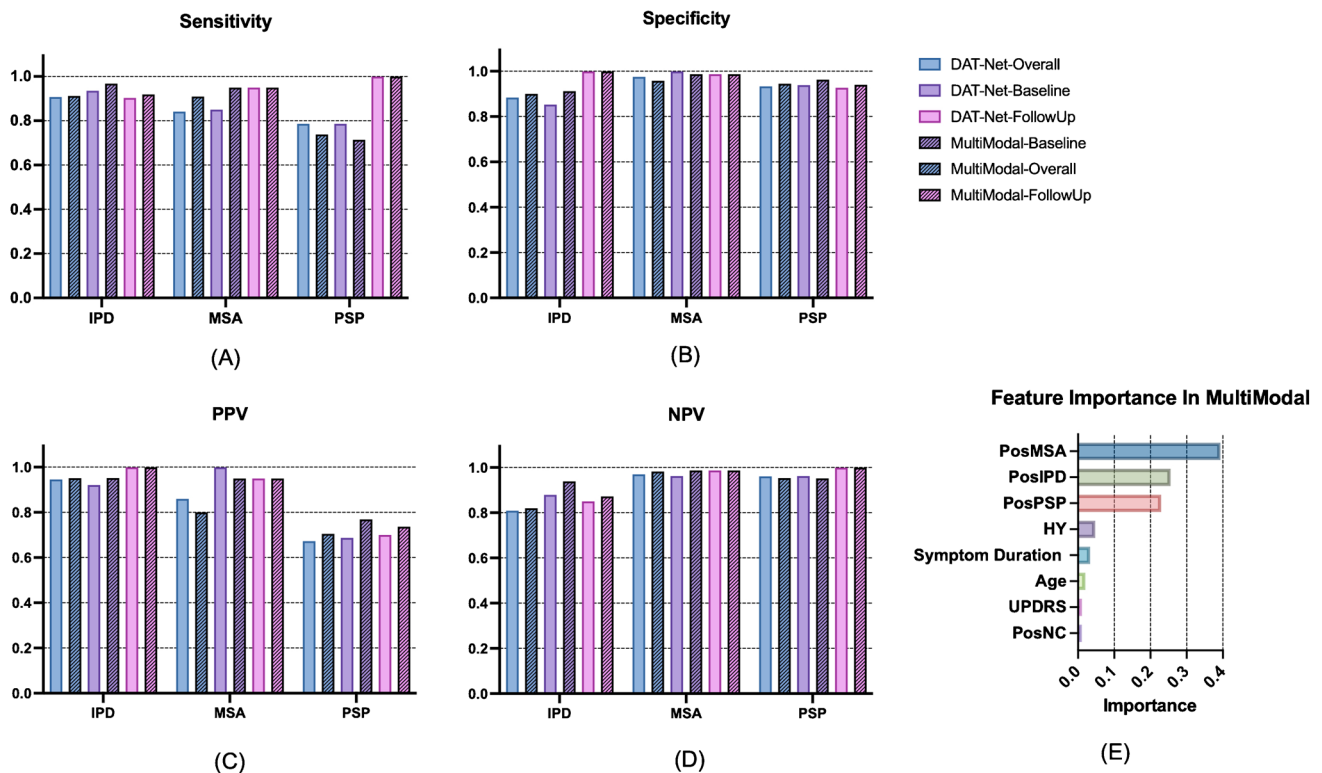 Sensitivity
1.0
0.8
0.6
0.4
0.2
0.0
IPD MSA PSP
(A)
Specificity
1.0
0.8
0.6
0.4
0.2
0.0
IPD MSA PSP
(B)
DAT-Net-Overall
DAT-Net-Baseline
DAT-Net-FollowUp
MultiModal-Baseline
MultiModal-Overall
MultiModal-FollowUp
PPV
1.0
0.8
0.6
0.4
0.2
0.0
IPD MSA PSP
(C)
NPV
1.0
0.8
0.6
0.4
0.2
0.0
IPD MSA PSP
(D)
Feature Importance In MultiModal
PosMSA
PosIPD
PosPSP
HY
Symptom Duration
Age
UPDRS
PosNC
0.0 0.1 0.2 0.3 0.4
Importance
(E)